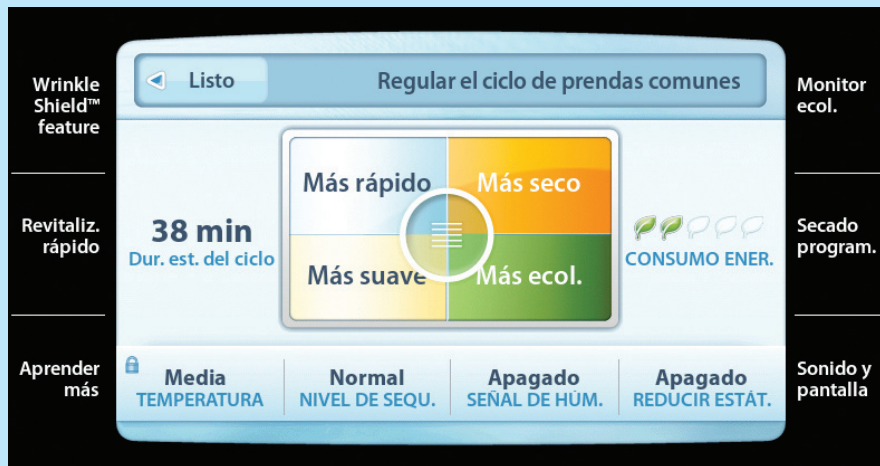 Listo
Regular el ciclo de prendas comunes
Wrinkle
Shield™
feature
Revitaliz.
rápido
Aprender
más
38 min
Dur. est. del ciclo
Más rápido
Más seco
Más suave
Más ecol.
CONSUMO ENER.
Media
TEMPERATURA
Normal
NIVEL DE SEQU.
Apagado
SEÑAL DE HÚM.
Apagado
REDUCIR ESTÁT.
Monitor
ecol.
Secado
program.
Sonido y
pantalla